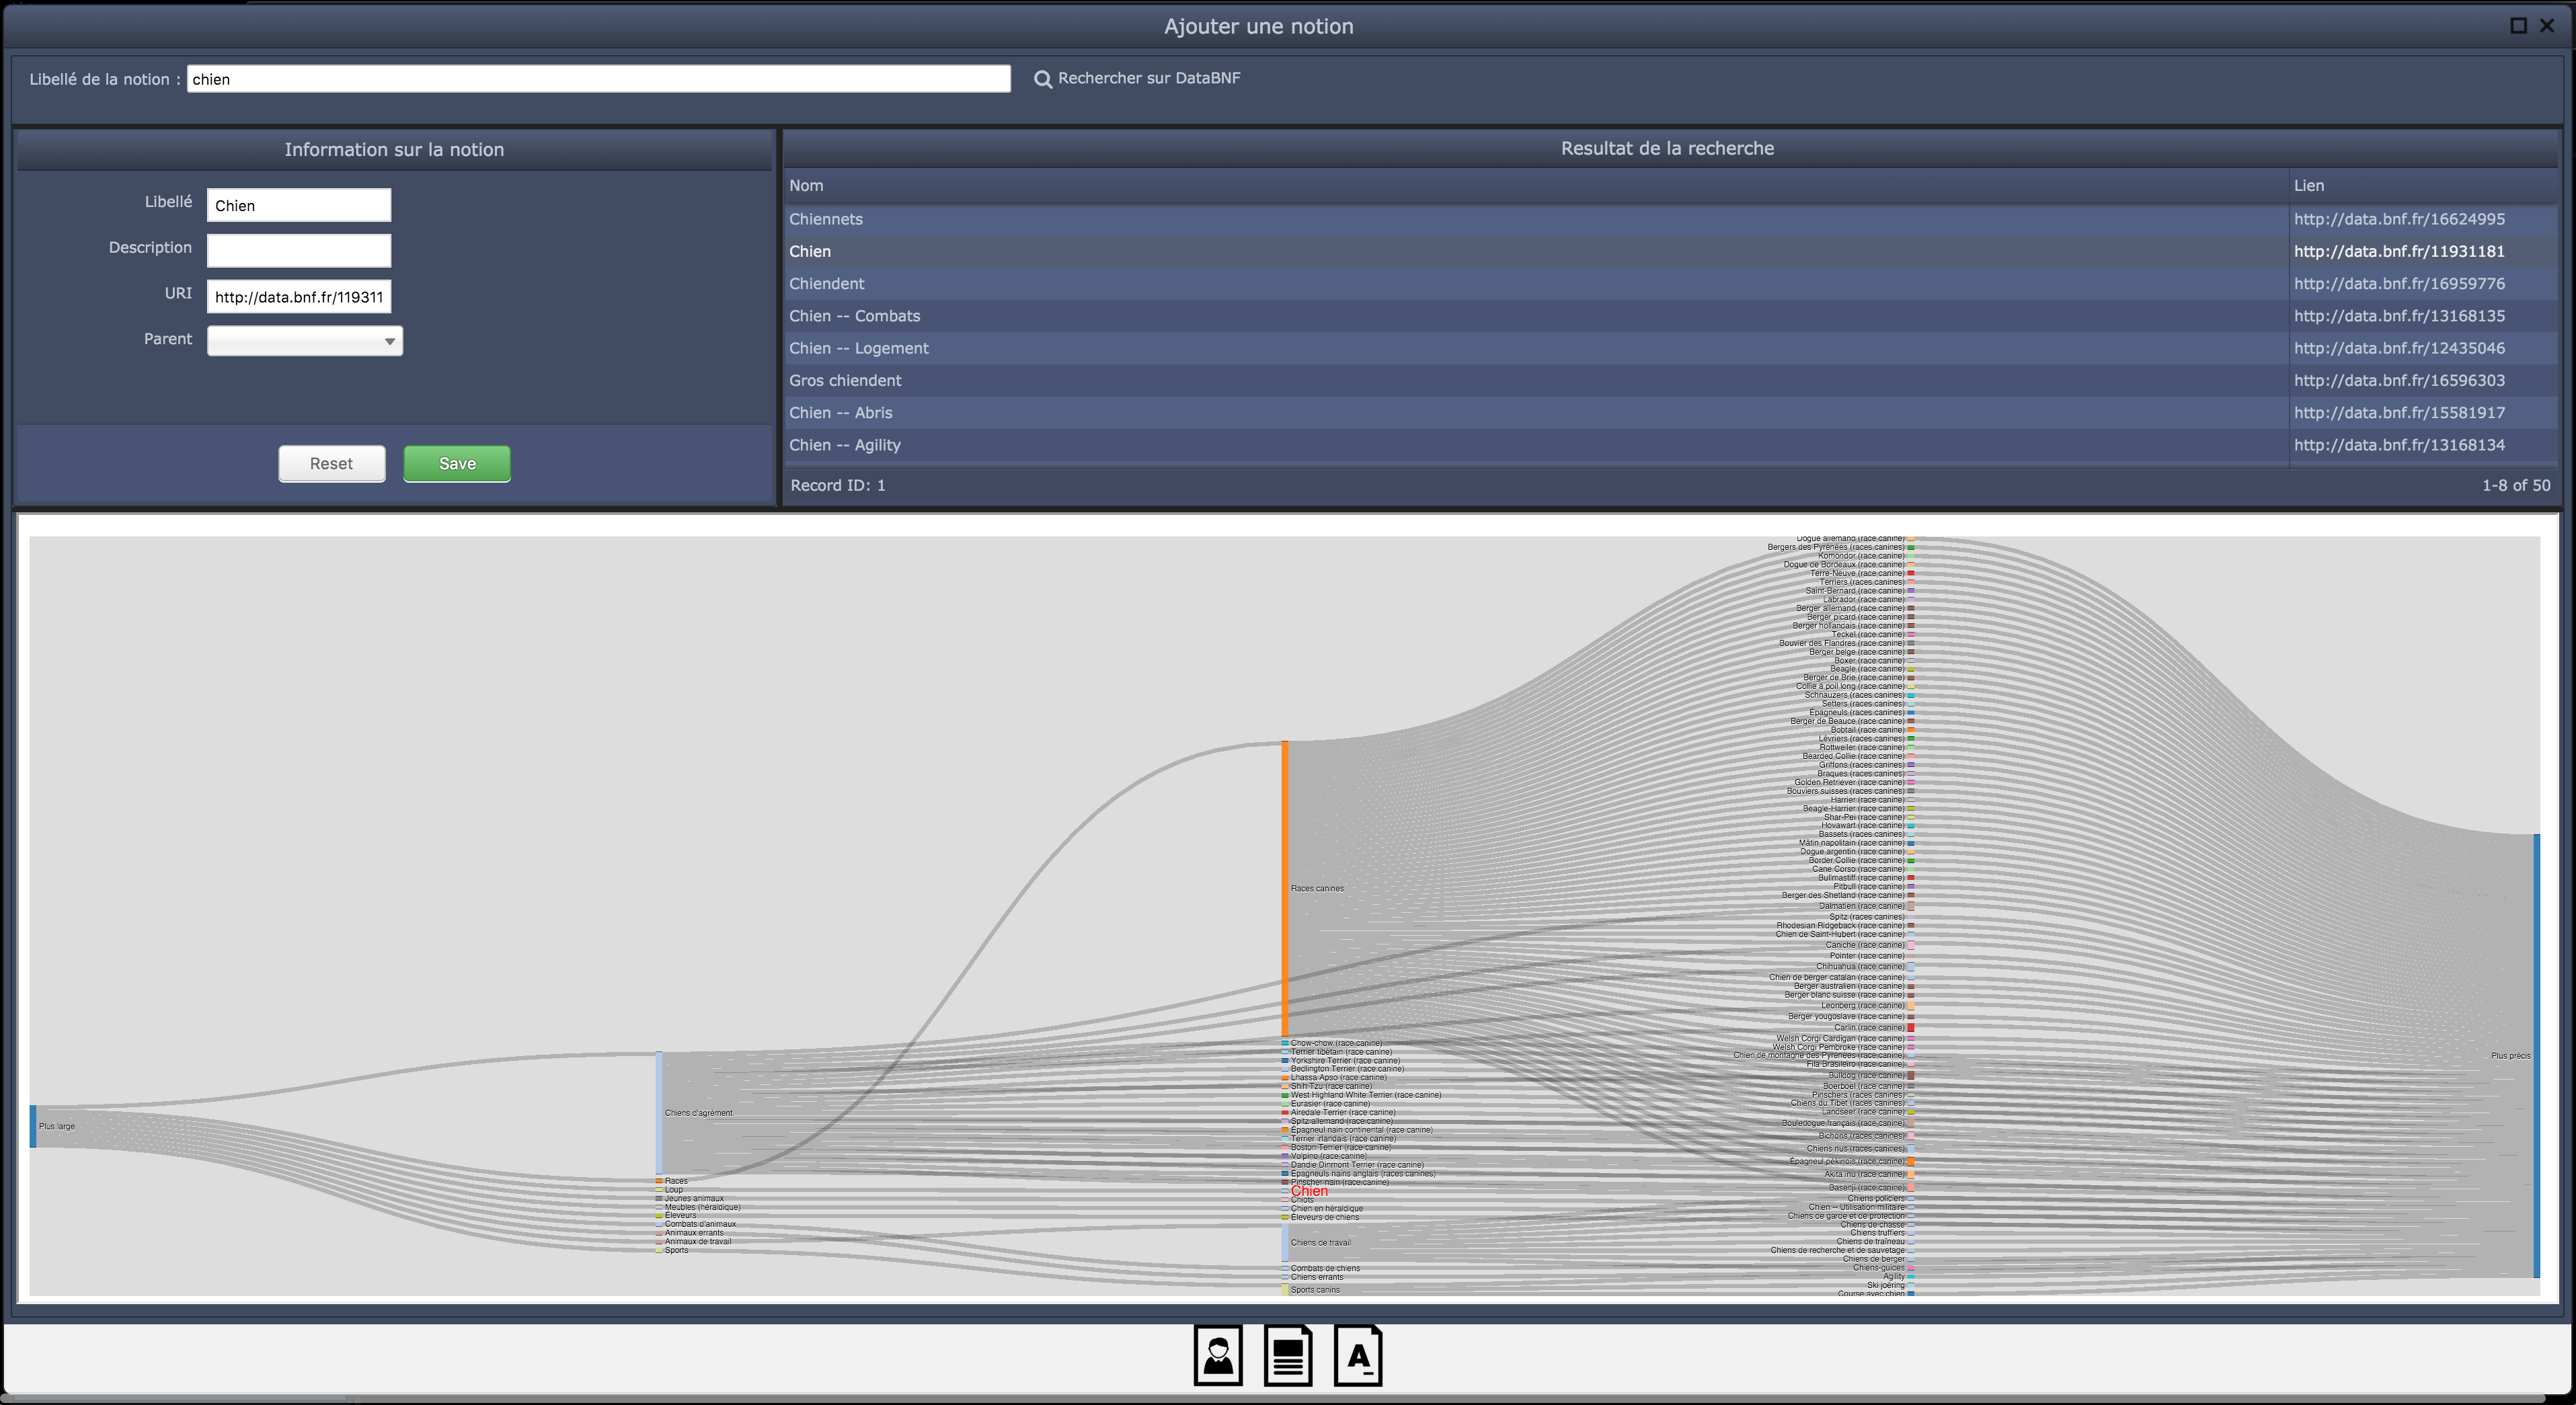 Ajouter une notion
Libellé de la notion : chien
Rechercher sur DataBNF
Information sur la notion
Libellé Chien
Description
URI http://data.bnf.fr/119311
Parent
Reset Save
Resultat de la recherche
Nom Lien
Chiennets http://data.bnf.fr/16624995
Chien http://data.bnf.fr/11931181
Chiendent http://data.bnf.fr/16959776
Chien -- Combats http://data.bnf.fr/13168135
Chien -- Logement http://data.bnf.fr/12435046
Gros chiendent http://data.bnf.fr/16596303
Chien -- Abris http://data.bnf.fr/15581917
Chien -- Agility http://data.bnf.fr/13168134
Record ID: 1 1-8 of 50
Plus large
Chiens d'agrément
Races
Loup
Jeunes animaux
Meubles (héraldique)
Éleveurs
Combats d'animaux
Animaux errants
Animaux de travail
Sports
Races canines
Chow-chow (race canine)
Terrier tibétain (race canine)
Yorkshire Terrier (race canine)
Bedlington Terrier (race canine)
Lhassa Apso (race canine)
Shih Tzu (race canine)
West Highland White Terrier (race canine)
Eurasier (race canine)
Airedale Terrier (race canine)
Spitz allemand (race canine)
Épagneul nain continental (race canine)
Terrier irlandais (race canine)
Boston Terrier (race canine)
Volpino (race canine)
Dandie Dinmont Terrier (race canine)
Épagneuls nains anglais (races canines)
Pinscher nain (race canine)
Chien
Chiots
Chien en héraldique
Éleveurs de chiens
Chiens de travail
Combats de chiens
Chiens errants
Sports canins
Dogue allemand (race canine)
Bergers des Pyrénées (races canines)
Komondor (race canine)
Dogue de Bordeaux (race canine)
Terre-Neuve (race canine)
Terriers (races canines)
Saint-Bernard (race canine)
Labrador (race canine)
Berger allemand (race canine)
Berger picard (race canine)
Berger hollandais (race canine)
Teckel (race canine)
Bouvier des Flandres (race canine)
Berger belge (race canine)
Boxer (race canine)
Beagle (race canine)
Berger de Brie (race canine)
Collie à poil long (race canine)
Schnauzers (races canines)
Setters (races canines)
Épagneuls (races canines)
Berger de Beauce (race canine)
Bobtail (race canine)
Lévriers (races canines)
Rottweiler (race canine)
Bearded Collie (race canine)
Griffons (races canines)
Braques (races canines)
Golden Retriever (race canine)
Bouviers suisses (race canine)
Harrier (race canine)
Beagle-Harrier (race canine)
Shar-Pei (race canine)
Hovawart (race canine)
Bassets (races canines)
Mâtin napolitain (race canine)
Dogue argentin (race canine)
Border Collie (race canine)
Cane Corso (race canine)
Bullmastiff (race canine)
Pitbull (race canine)
Berger des Shetland (race canine)
Dalmatien (race canine)
Spitz (races canines)
Rhodesian Ridgeback (race canine)
Chien de Saint-Hubert (race canine)
Caniche (race canine)
Pointer (race canine)
Chihuahua (race canine)
Chien de berger catalan (race canine)
Berger australien (race canine)
Berger blanc suisse (race canine)
Leonberg (race canine)
Berger yougoslave (race canine)
Carlin (race canine)
Welsh Corgi Cardigan (race canine)
Welsh Corgi Pembroke (race canine)
Chien de montagne des Pyrénées (race canine)
Fila Brasileiro (race canine)
Bulldog (race canine)
Boerboel (race canine)
Pinschers (races canines)
Chiens du Tibet (races canines)
Landseer (race canine)
Bouledogue français (race canine)
Bichons (races canines)
Chiens nus (races canines)
Épagneul pékinois (race canine)
Akita inu (race canine)
Basenji (race canine)
Chiens policiers
Chien -- Utilisation militaire
Chiens de garde et de protection
Chiens de chasse
Chiens truffiers
Chiens de traîneau
Chiens de recherche et de sauvetage
Chiens de berger
Chiens-guides
Agility
Ski joëring
Course avec chien
Plus précis
A